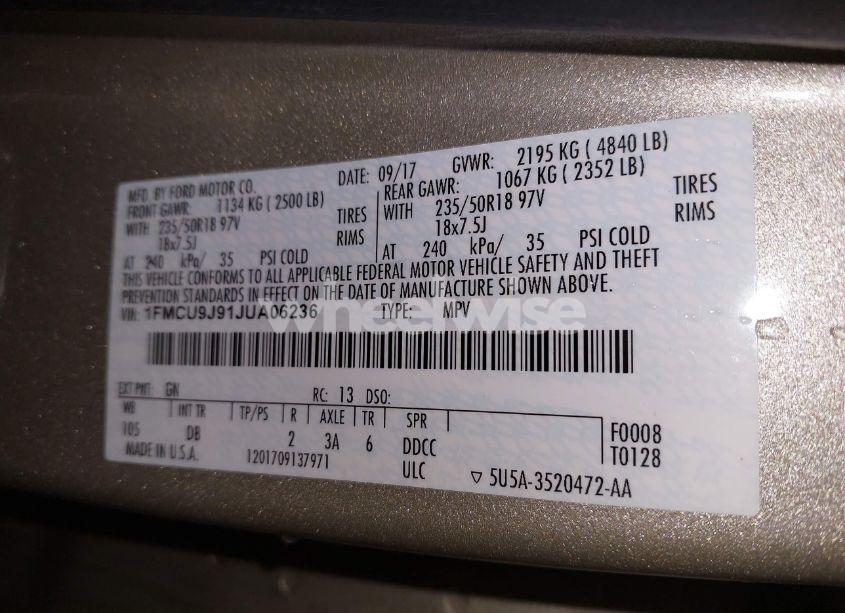 MFD. BY FORD MOTOR CO. DATE: 09/17 GVWR: 2195 KG ( 4840 LB)
FRONT GAWR: 1134 KG ( 2500 LB) REAR GAWR: 1067 KG ( 2352 LB)
WITH 235/50R18 97V TIRES WITH 235/50R18 97V TIRES
18x7.5J RIMS 18x7.5J RIMS
AT 240 kPa/ 35 PSI COLD AT 240 kPa/ 35 PSI COLD
THIS VEHICLE CONFORMS TO ALL APPLICABLE FEDERAL MOTOR VEHICLE SAFETY AND THEFT
PREVENTION STANDARDS IN EFFECT ON THE DATE OF MANUFACTURE SHOWN ABOVE.
VIN: 1FMCU9J91JUA06236 TYPE: MPV
wheelwise
EXT PNT: GN RC: 13 DSO:
WB INT TR TP/PS R AXLE TR SPR
105 DB 2 3A 6 DDCC
ULC
F0008
T0128
MADE IN U.S.A. 1201709137971
▽ 5U5A-3520472-AA